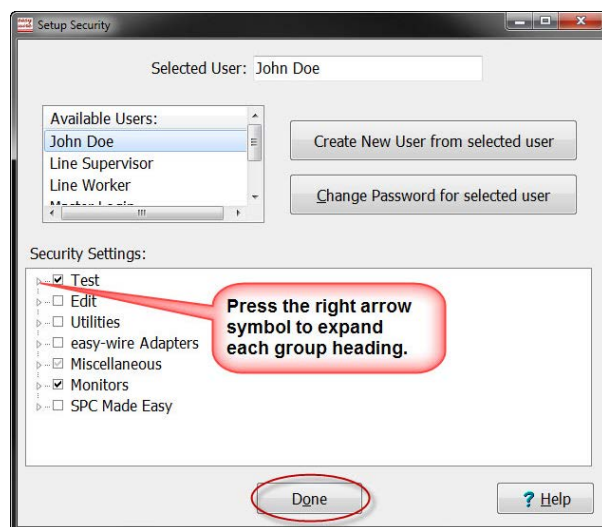 Setup Security
Selected User: John Doe
Available Users:
John Doe
Line Supervisor
Line Worker
Master Login
Create New User from selected user
Change Password for selected user
Security Settings:
Test
Edit
Utilities
easy-wire Adapters
Miscellaneous
Monitors
SPC Made Easy
Press the right arrow
symbol to expand
each group heading.
Done
? Help